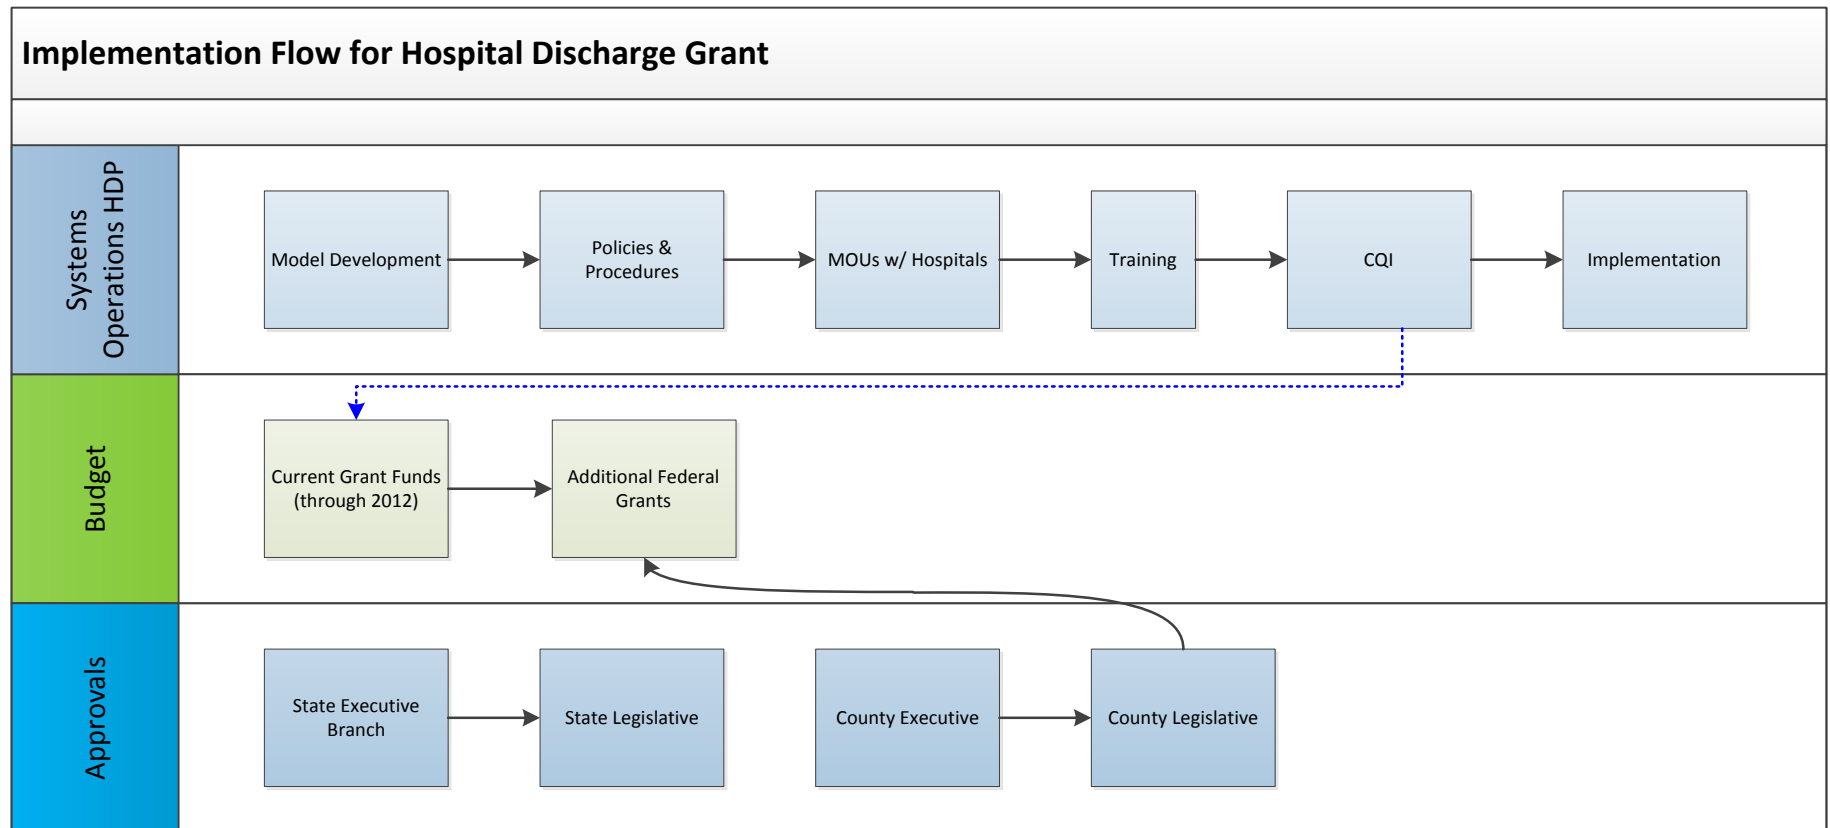 Implementation Flow for Hospital Discharge Grant
Systems
Operations HDP
Model Development
Policies &
Procedures
MOUs w/ Hospitals
Training
CQI
Implementation
Budget
Current Grant Funds
(through 2012)
Additional Federal
Grants
Approvals
State Executive
Branch
State Legislative
County Executive
County Legislative